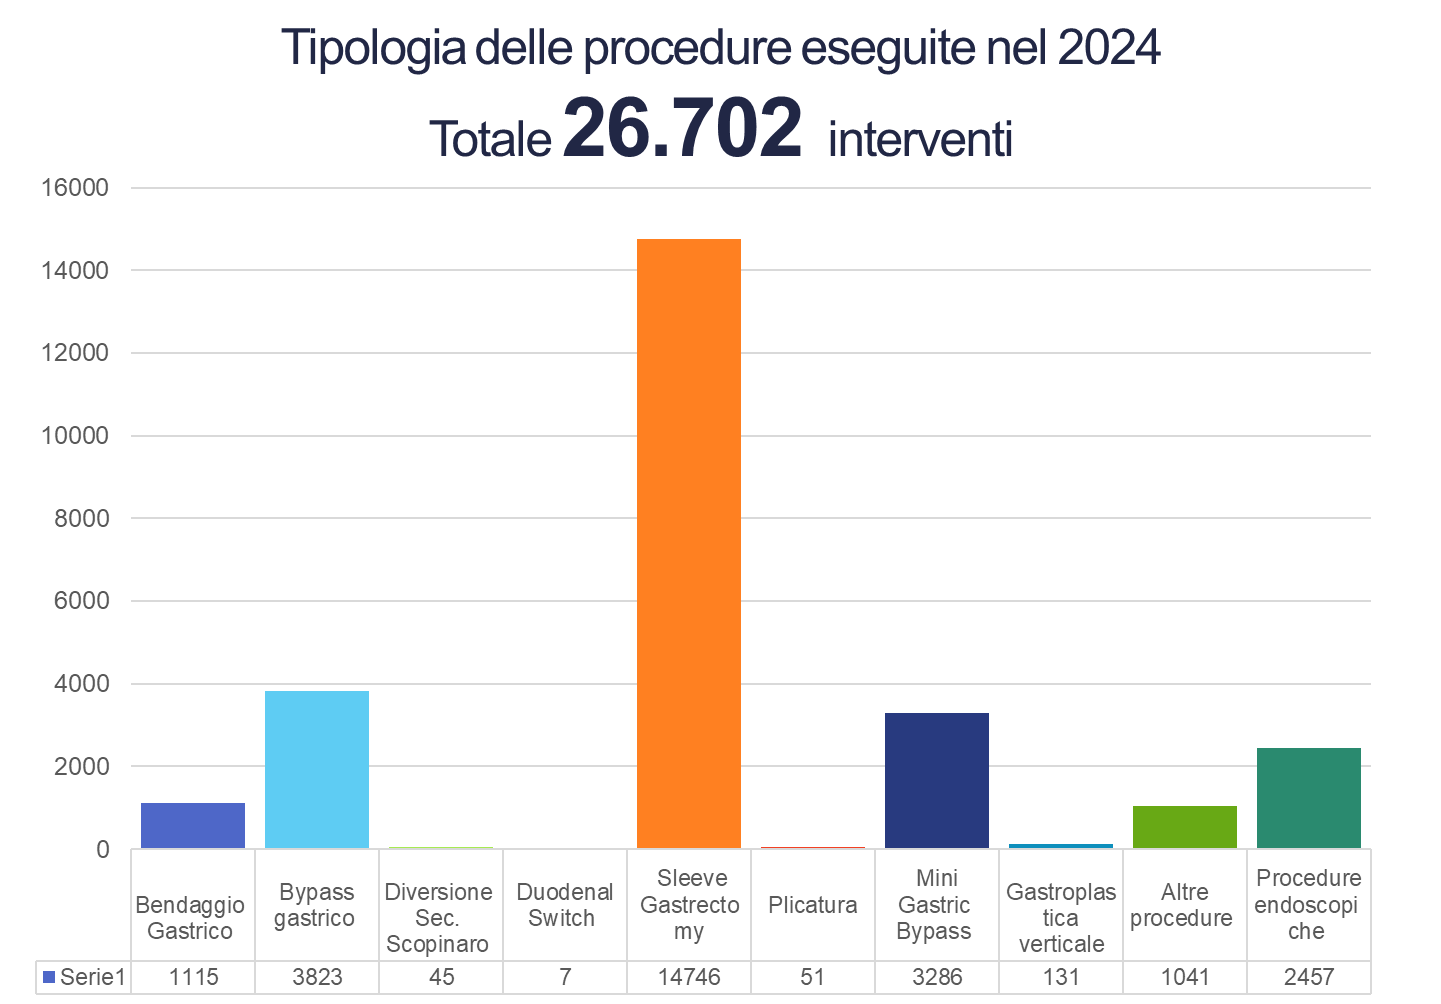 Tipologia delle procedure eseguite nel 2024
Totale 26.702 interventi
16000
14000
12000
10000
8000
6000
4000
2000
0
Bendaggio
Gastrico
Bypass
gastrico
Diversione
Sec.
Scopinaro
Duodenal
Switch
Sleeve
Gastrecto
my
Plicatura
Mini
Gastric
Bypass
Gastroplas
tica
verticale
Altre
procedure
Procedure
endoscopi
che
Serie1 1115 3823 45 7 14746 51 3286 131 1041 2457